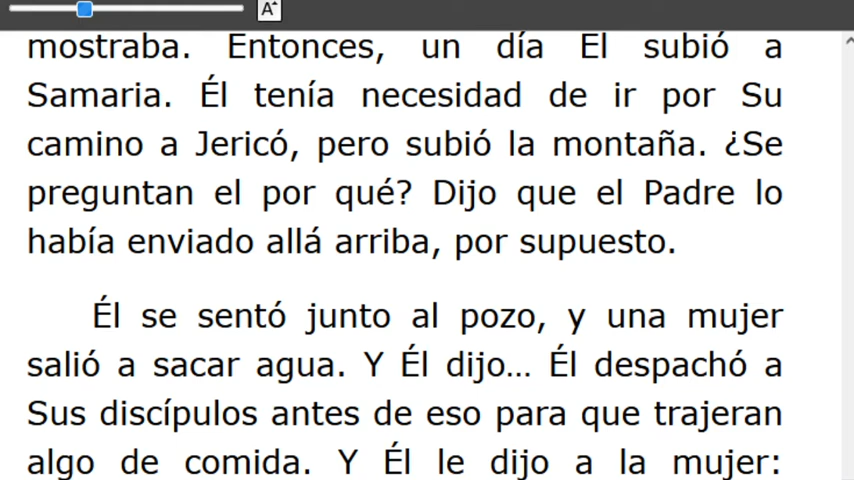 A
mostraba. Entonces, un día Él subió a
Samaria. Él tenía necesidad de ir por Su
camino a Jericó, pero subió la montaña. ¿Se
preguntan el por qué? Dijo que el Padre lo
había enviado allá arriba, por supuesto.
Él se sentó junto al pozo, y una mujer
salió a sacar agua. Y Él dijo… Él despachó a
Sus discípulos antes de eso para que trajeran
algo de comida. Y Él le dijo a la mujer: